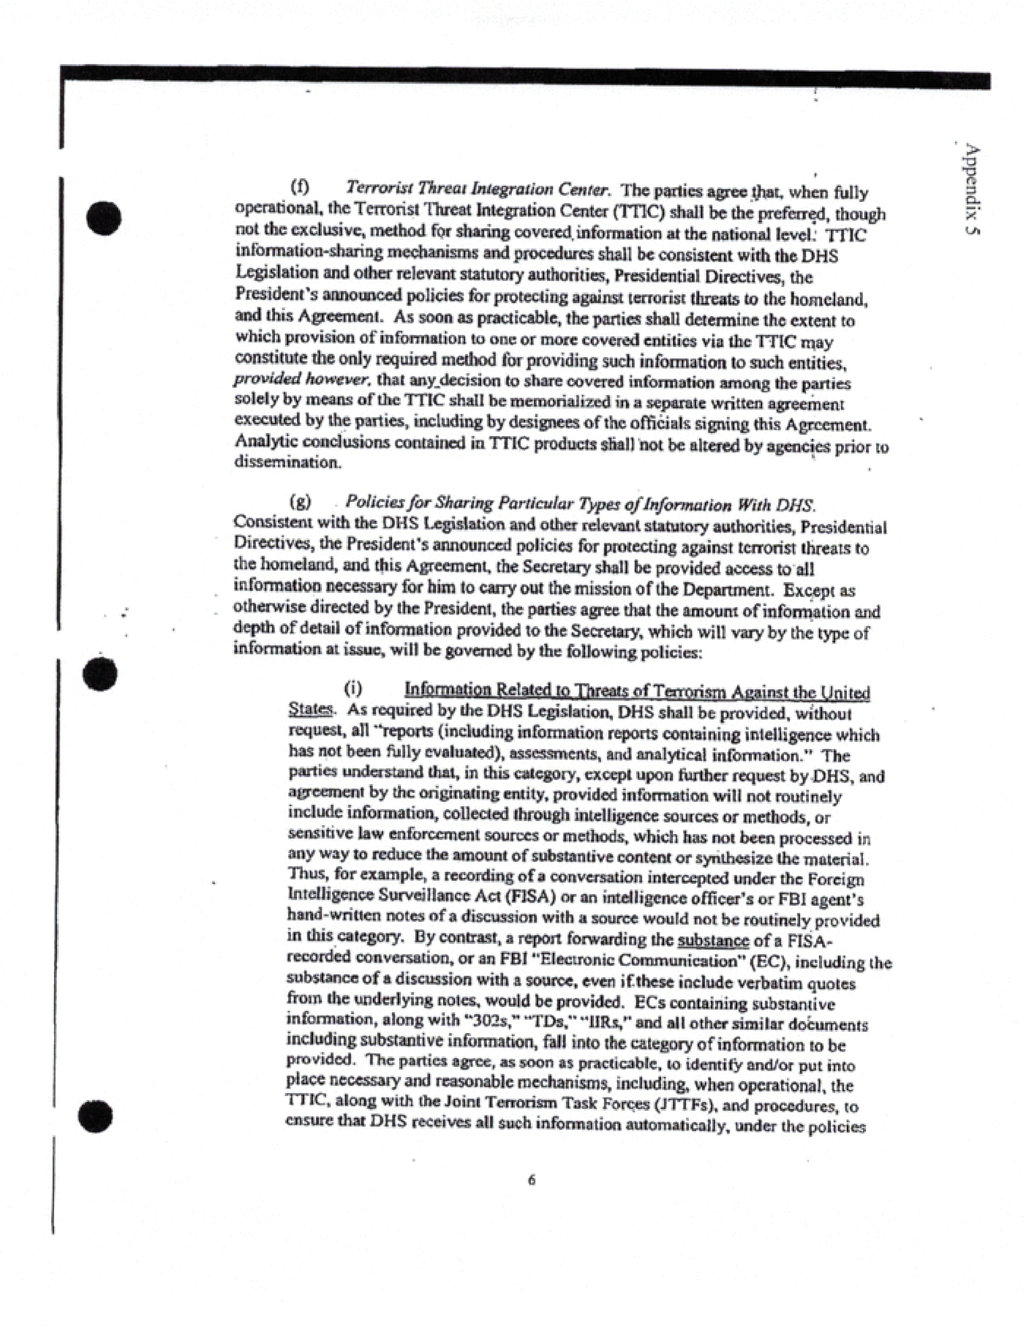 Appendix 5
(f) Terrorist Threat Integration Center. The parties agree that, when fully
operational, the Terrorist Threat Integration Center (TTIC) shall be the preferred, though
not the exclusive, method for sharing covered information at the national level. TTIC
information-sharing mechanisms and procedures shall be consistent with the DHS
Legislation and other relevant statutory authorities, Presidential Directives, the
President's announced policies for protecting against terrorist threats to the homeland,
and this Agreement. As soon as practicable, the parties shall determine the extent to
which provision of information to one or more covered entities via the TTIC may
constitute the only required method for providing such information to such entities,
provided however, that any decision to share covered information among the parties
solely by means of the TTIC shall be memorialized in a separate written agreement
executed by the parties, including by designees of the officials signing this Agreement.
Analytic conclusions contained in TTIC products shall not be altered by agencies prior to
dissemination.
(g) Policies for Sharing Particular Types of Information With DHS.
Consistent with the DHS Legislation and other relevant statutory authorities, Presidential
Directives, the President's announced policies for protecting against terrorist threats to
the homeland, and this Agreement, the Secretary shall be provided access to all
information necessary for him to carry out the mission of the Department. Except as
otherwise directed by the President, the parties agree that the amount of information and
depth of detail of information provided to the Secretary, which will vary by the type of
information at issue, will be governed by the following policies:
(i) Information Related to Threats of Terrorism Against the United
States. As required by the DHS Legislation, DHS shall be provided, without
request, all "reports (including information reports containing intelligence which
has not been fully evaluated), assessments, and analytical information." The
parties understand that, in this category, except upon further request by DHS, and
agreement by the originating entity, provided information will not routinely
include information, collected through intelligence sources or methods, or
sensitive law enforcement sources or methods, which has not been processed in
any way to reduce the amount of substantive content or synthesize the material.
Thus, for example, a recording of a conversation intercepted under the Foreign
Intelligence Surveillance Act (FISA) or an intelligence officer's or FBI agent's
hand-written notes of a discussion with a source would not be routinely provided
in this category. By contrast, a report forwarding the substance of a FISA-
recorded conversation, or an FBI "Electronic Communication" (EC), including the
substance of a discussion with a source, even if these include verbatim quotes
from the underlying notes, would be provided. ECs containing substantive
information, along with "302s," "TDs," "IIRs," and all other similar documents
including substantive information, fall into the category of information to be
provided. The parties agree, as soon as practicable, to identify and/or put into
place necessary and reasonable mechanisms, including, when operational, the
TTIC, along with the Joint Terrorism Task Forces (JTTFs), and procedures, to
ensure that DHS receives all such information automatically, under the policies
6